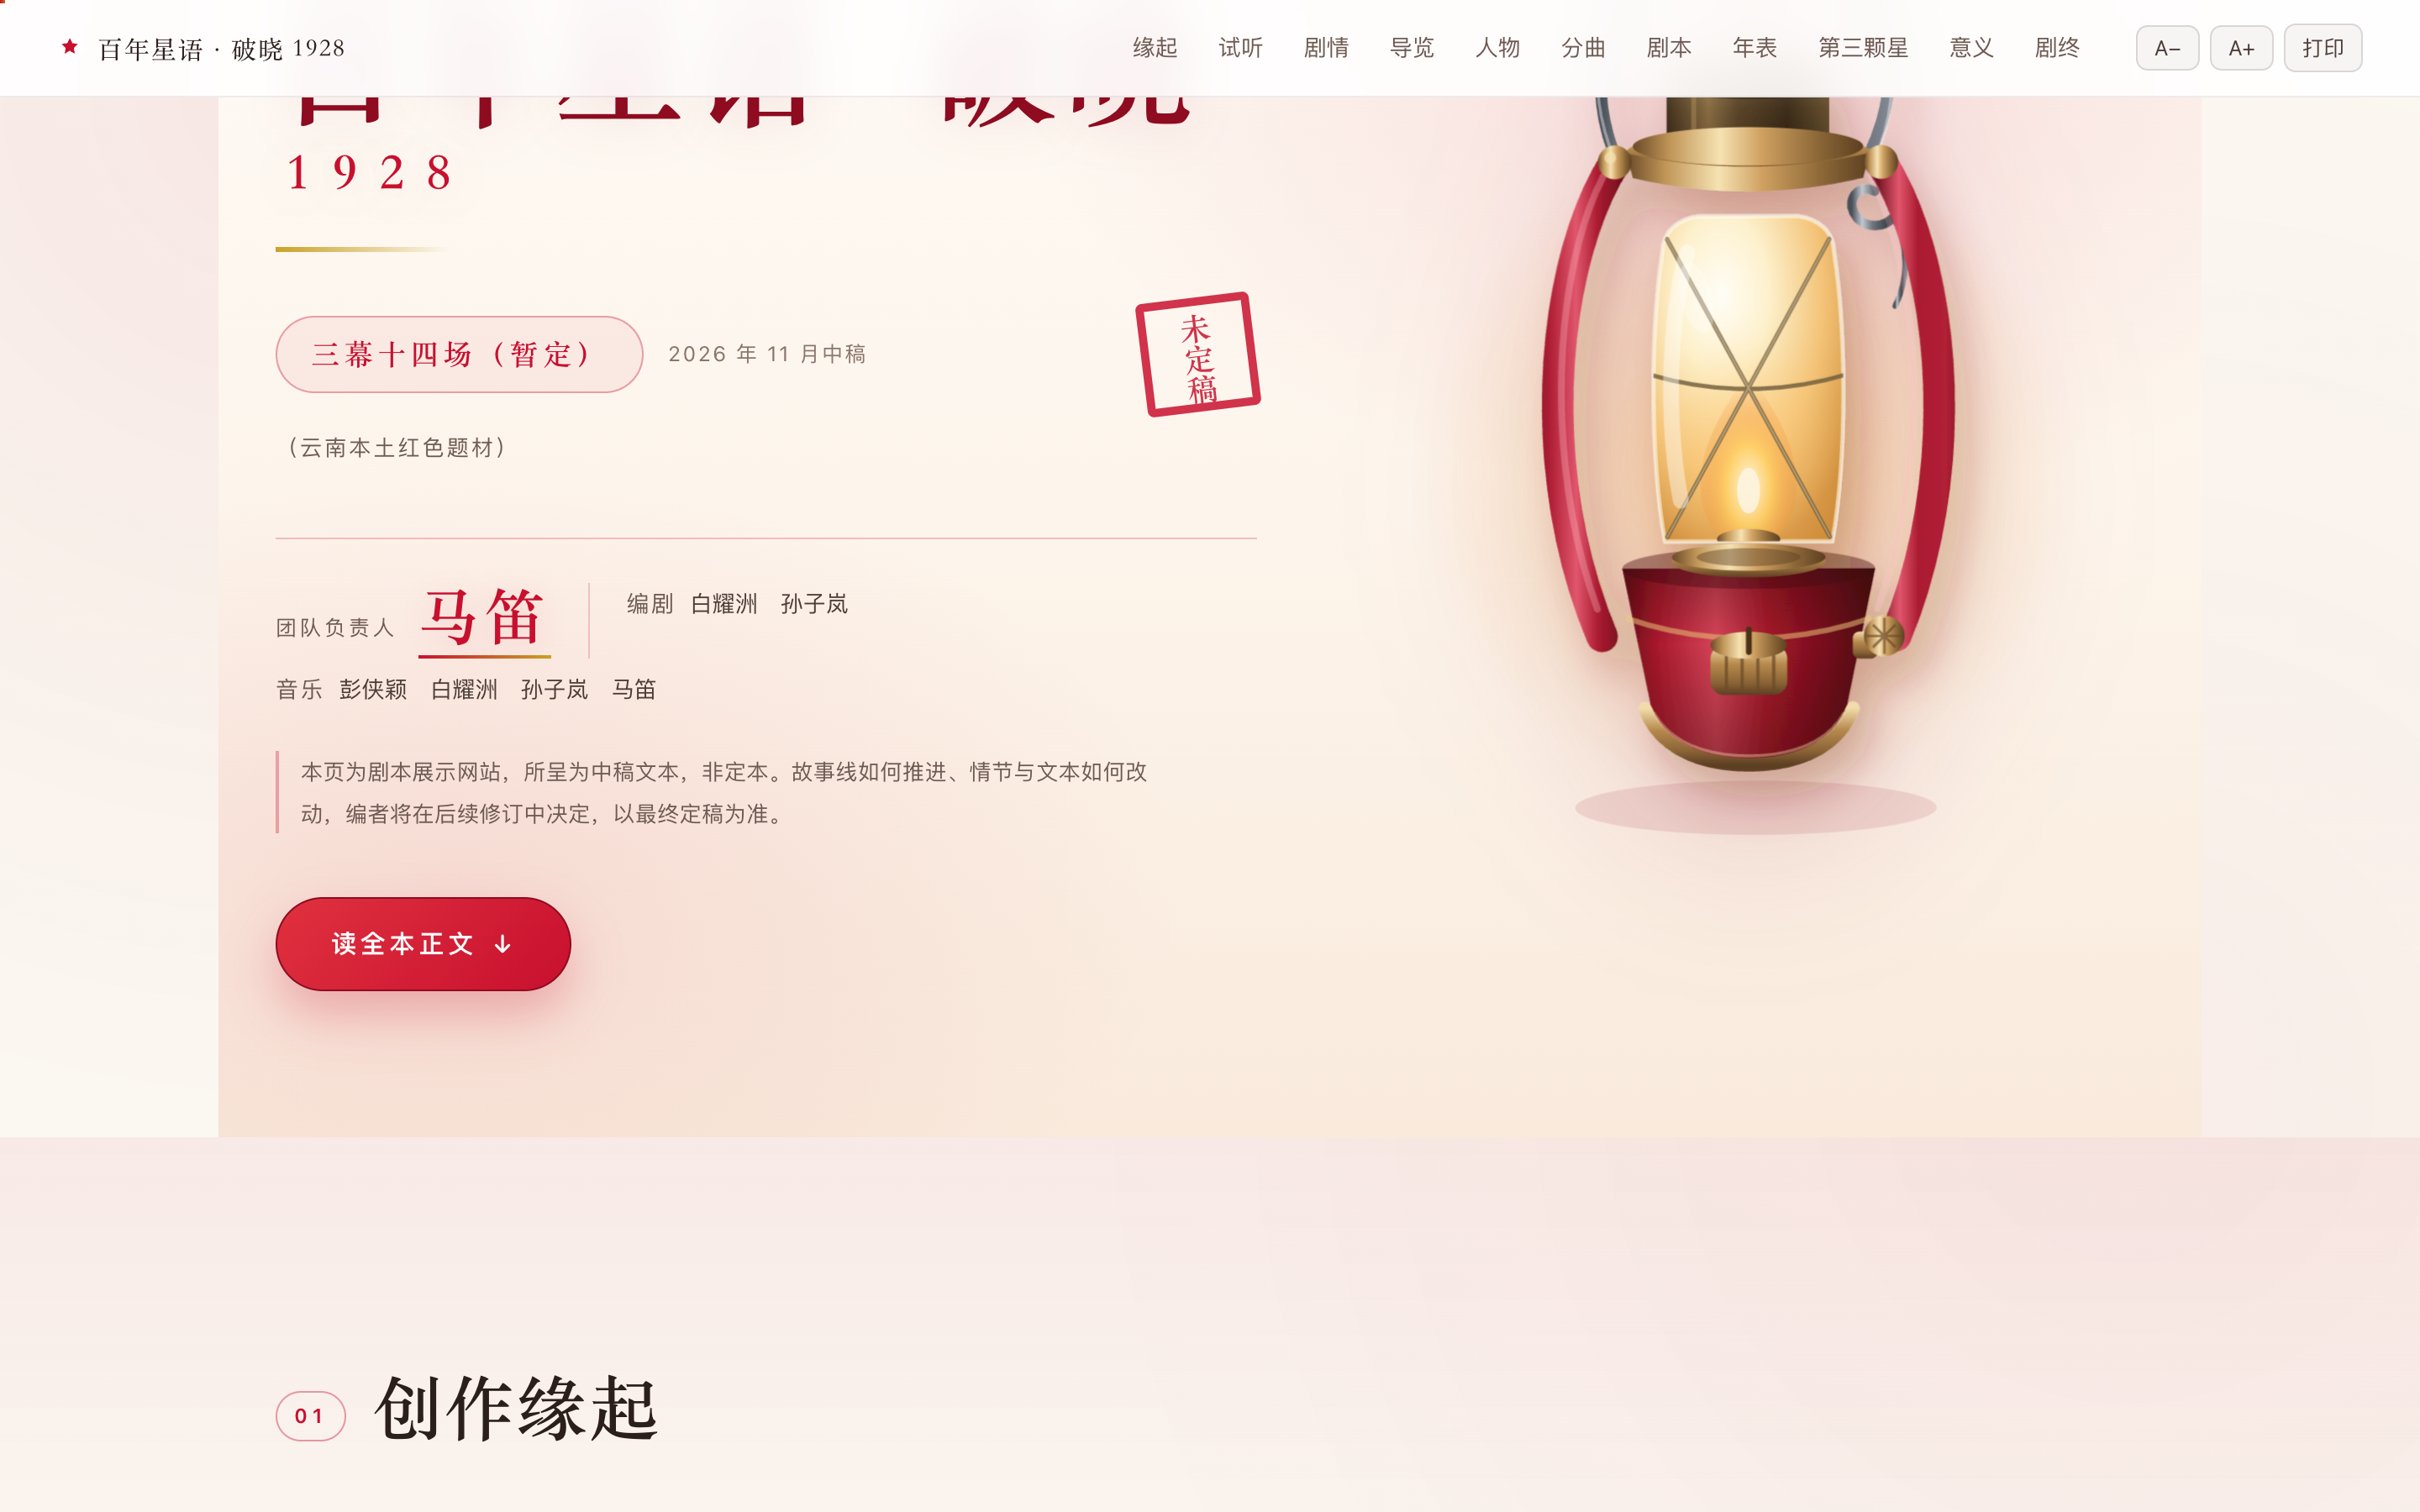 百年星语 · 破晓 1928
缘起 试听 剧情 导览 人物 分曲 剧本 年表 第三颗星 意义 剧终 A− A+ 打印
百年星语 破晓
1928
三幕十四场（暂定） 2026 年 11 月中稿
未定稿
（云南本土红色题材）
团队负责人 马笛 编剧 白耀洲 孙子岚
音乐 彭侠颖 白耀洲 孙子岚 马笛
本页为剧本展示网站，所呈为中稿文本，非定本。故事线如何推进、情节与文本如何改
动，编者将在后续修订中决定，以最终定稿为准。
读全本正文 ↓
01 创作缘起